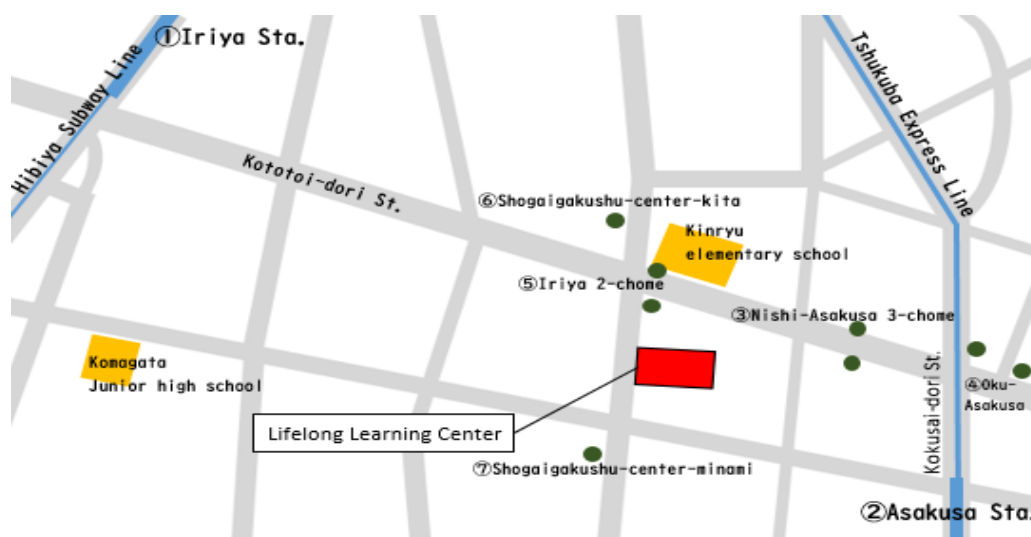 ①Iriya Sta.
Hibiya Subway Line
Tshukuba Express Line
Kototoi-dori St.
⑥Shogaigakushu-center-kita
Kinryu
elementary school
⑤Iriya 2-chome
③Nishi-Asakusa 3-chome
Komagata
Junior high school
④Oku-
Asakusa
Kokusai-dori St.
Lifelong Learning Center
⑦Shogaigakushu-center-minami
②Asakusa Sta.